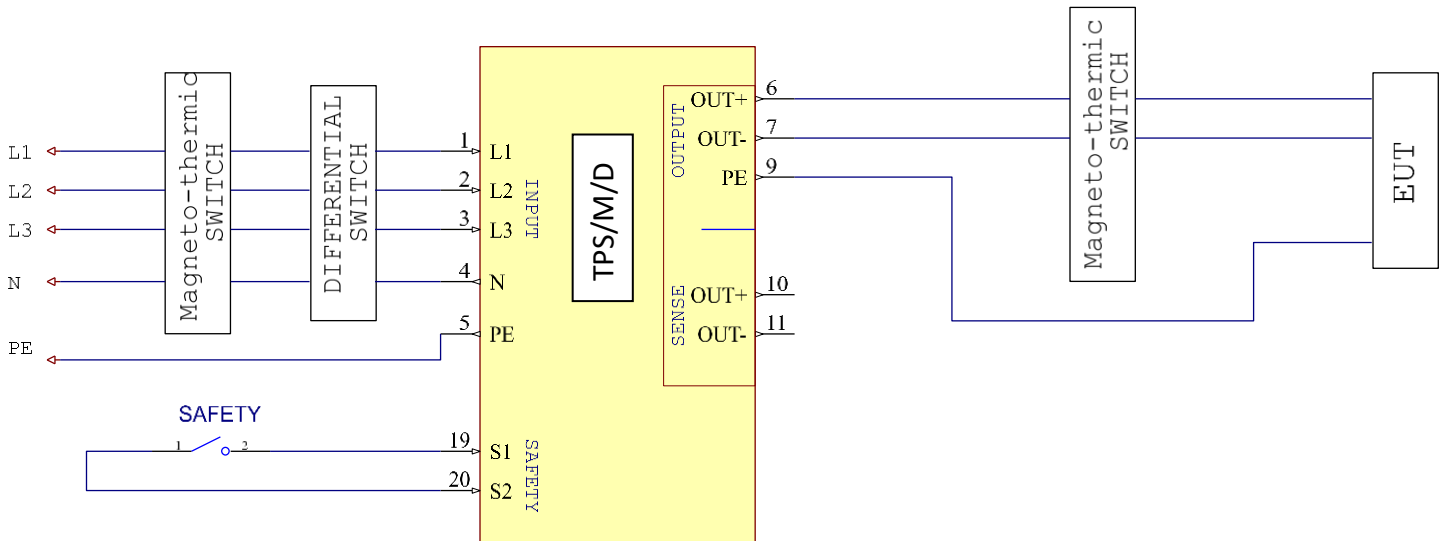 Magneto-thermic
SWITCH
DIFFERENTIAL
SWITCH
L1
L2
L3
N
PE
1
2
3
4
5
L1
L2
L3
N
PE
INPUT
TPS/M/D
OUTPUT
OUT+
OUT-
PE
6
7
9
SENSE
OUT+
OUT-
10
11
Magneto-thermic
SWITCH
EUT
SAFETY
1
2
19
20
S1
S2
SAFETY